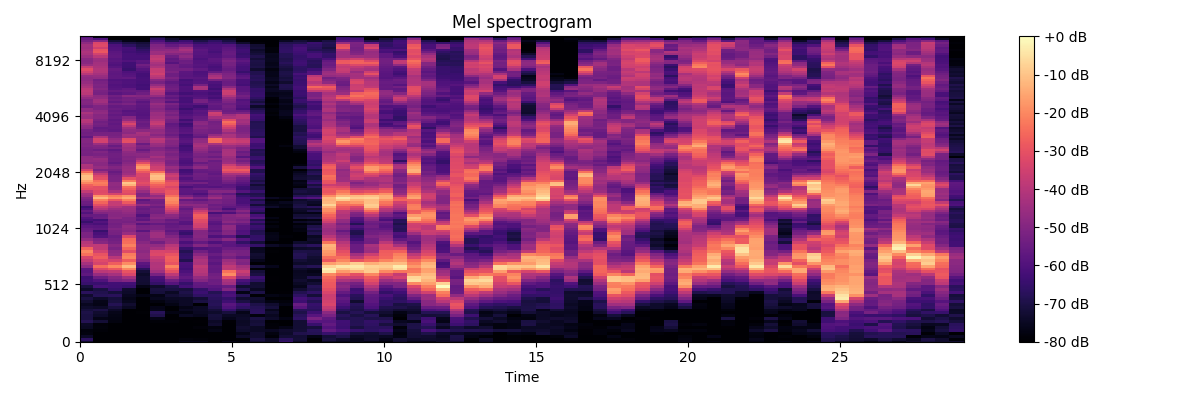 Mel spectrogram
Hz
8192
4096
2048
1024
512
0
0 5 10 15 20 25
Time
+0 dB
-10 dB
-20 dB
-30 dB
-40 dB
-50 dB
-60 dB
-70 dB
-80 dB